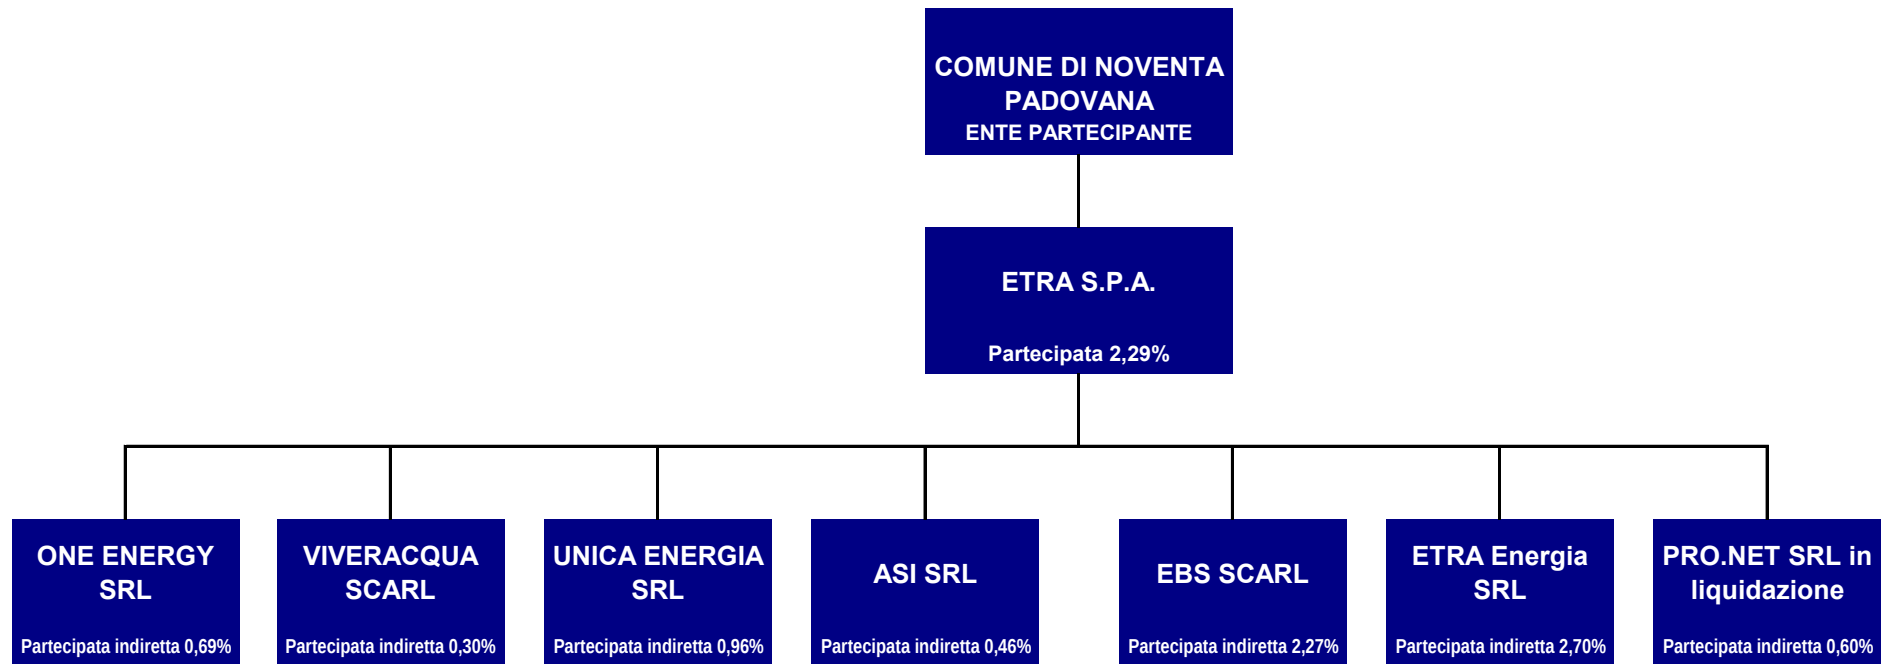 COMUNE DI NOVENTA
PADOVANA
ENTE PARTECIPANTE
ETRA S.P.A.
Partecipata 2,29%
ONE ENERGY
SRL
Partecipata indiretta 0,69%
VIVERACQUA
SCARL
Partecipata indiretta 0,30%
UNICA ENERGIA
SRL
Partecipata indiretta 0,96%
ASI SRL
Partecipata indiretta 0,46%
EBS SCARL
Partecipata indiretta 2,27%
ETRA Energia
SRL
Partecipata indiretta 2,70%
PRO.NET SRL in
liquidazione
Partecipata indiretta 0,60%